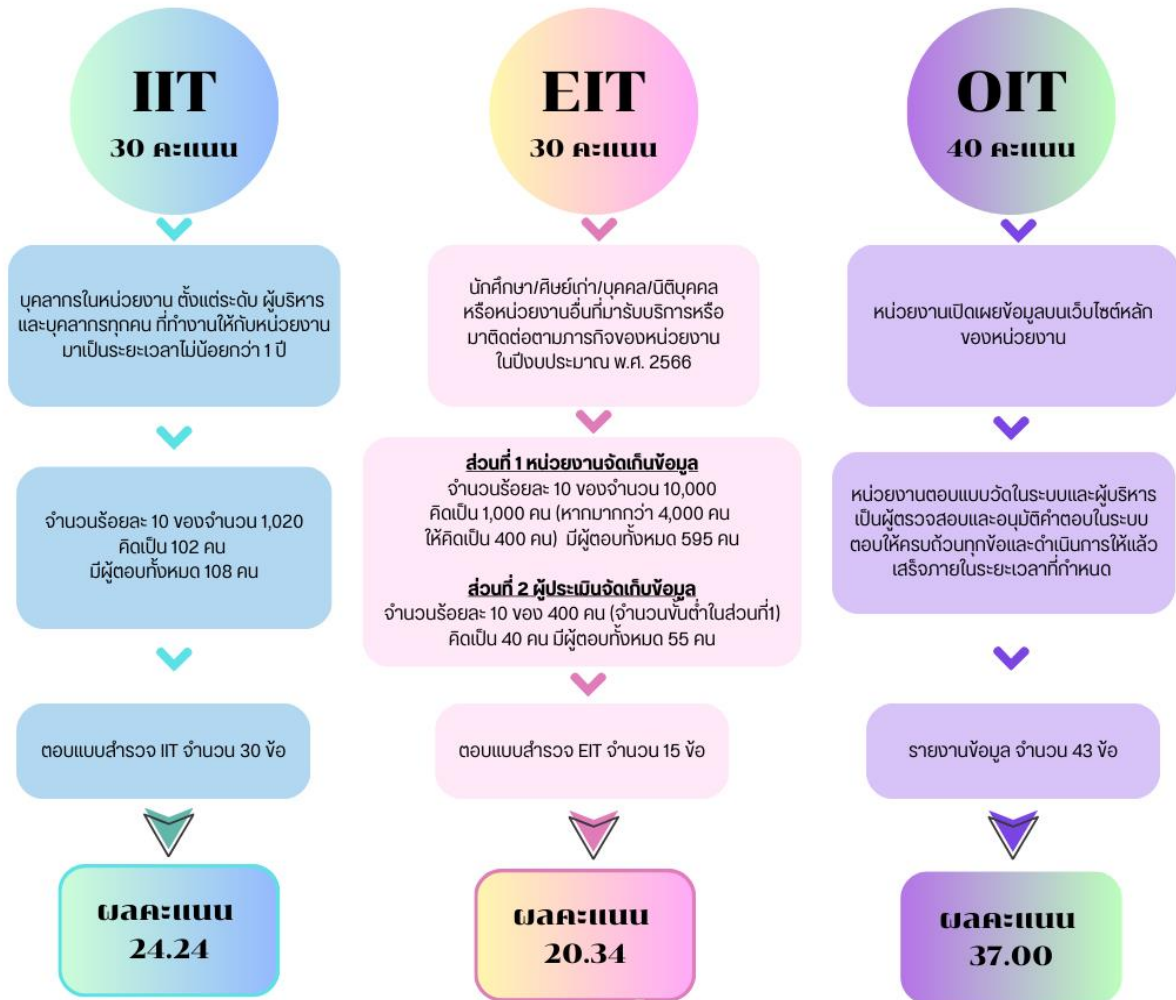 IIT
30 คะแนน
บุคลากรในหน่วยงาน ตั้งแต่ระดับ ผู้บริหาร
และบุคลากรทุกคน ที่ทำงานให้กับหน่วยงาน
มาเป็นระยะเวลาไม่น้อยกว่า 1 ปี
จำนวนร้อยละ 10 ของจำนวน 1,020
คิดเป็น 102 คน
มีผู้ตอบทั้งหมด 108 คน
ตอบแบบสำรวจ IIT จำนวน 30 ข้อ
ผลคะแนน
24.24
EIT
30 คะแนน
นักศึกษา/ศิษย์เก่า/บุคคล/นิติบุคคล
หรือหน่วยงานอื่นที่มารับบริการหรือ
มาติดต่อตามภารกิจของหน่วยงาน
ในปีงบประมาณ พ.ศ. 2566
ส่วนที่ 1 หน่วยงานจัดเก็บข้อมูล
จำนวนร้อยละ 10 ของจำนวน 10,000
คิดเป็น 1,000 คน (หากมากกว่า 4,000 คน
ให้คิดเป็น 400 คน) มีผู้ตอบทั้งหมด 595 คน
ส่วนที่ 2 ผู้ประเมินจัดเก็บข้อมูล
จำนวนร้อยละ 10 ของ 400 คน (จำนวนขั้นต่ำในส่วนที่1)
คิดเป็น 40 คน มีผู้ตอบทั้งหมด 55 คน
ตอบแบบสำรวจ EIT จำนวน 15 ข้อ
ผลคะแนน
20.34
OIT
40 คะแนน
หน่วยงานเปิดเผยข้อมูลบนเว็บไซต์หลัก
ของหน่วยงาน
หน่วยงานตอบแบบวัดในระบบและผู้บริหาร
เป็นผู้ตรวจสอบและอนุมัติคำตอบในระบบ
ตอบให้ครบถ้วนทุกข้อและดำเนินการให้แล้ว
เสร็จภายในระยะเวลาที่กำหนด
รายงานข้อมูล จำนวน 43 ข้อ
ผลคะแนน
37.00